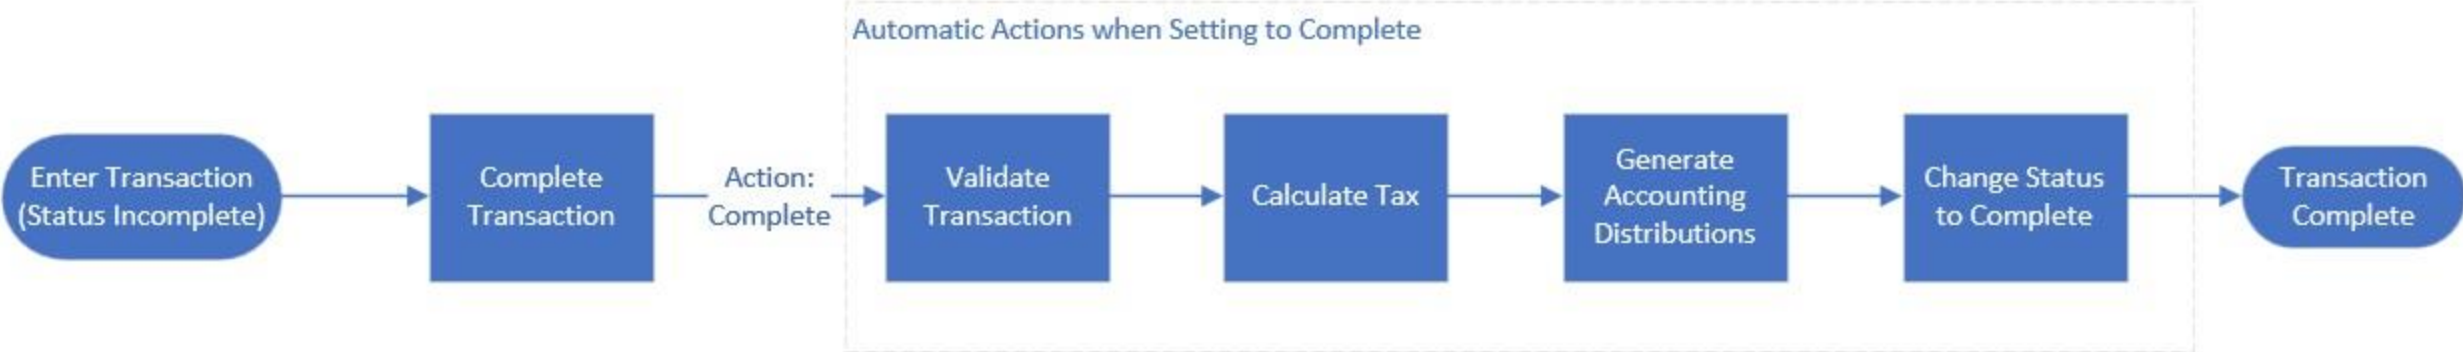 Automatic Actions when Setting to Complete
Enter Transaction
(Status Incomplete)
Complete
Transaction
Action:
Complete
Validate
Transaction
Calculate Tax
Generate
Accounting
Distributions
Change Status
to Complete
Transaction
Complete